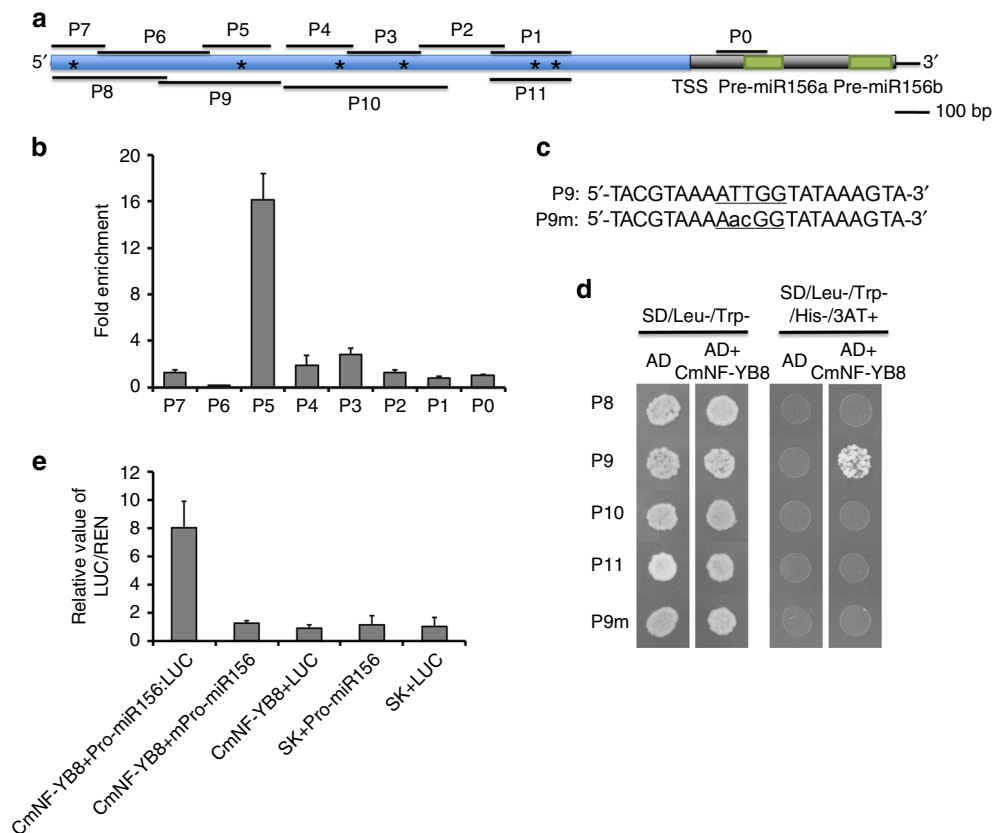 a
P7 P6 P5 P4 P3 P2 P1 P0
5′ * * * * * * 3′
P8 P9 P10 P11 TSS Pre-miR156a Pre-miR156b
100 bp
b
Fold enrichment
20
16
12
8
4
0
P7 P6 P5 P4 P3 P2 P1 P0
c
P9: 5′-TACGTAAAATTGGTATAAAGTA-3′
P9m: 5′-TACGTAAAAacGGTATAAAGTA-3′
d
SD/Leu-/Trp-
SD/Leu-/Trp-
/His-/3AT+
AD
AD+
CmNF-YB8
AD
AD+
CmNF-YB8
P8
P9
P10
P11
P9m
e
Relative value of
LUC/REN
12
10
8
6
4
2
0
CmNF-YB8+Pro-miR156:LUC
CmNF-YB8+mPro-miR156
CmNF-YB8+LUC
SK+Pro-miR156
SK+LUC